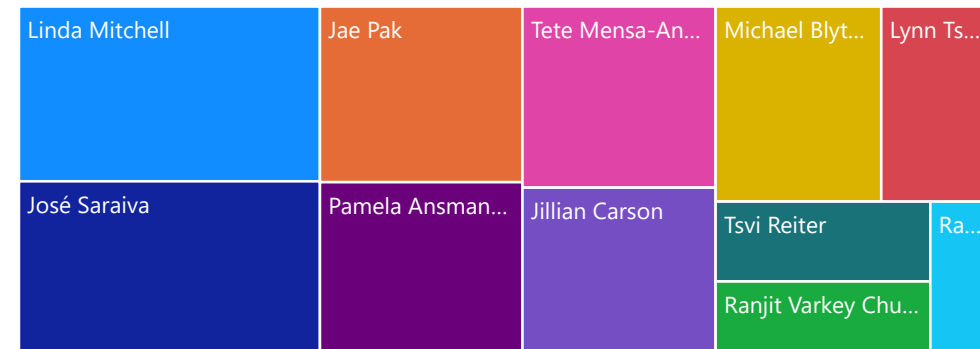 Linda Mitchell
Jae Pak
Tete Mensa-An...
Michael Blyt...
Lynn Ts...
José Saraiva
Pamela Ansman...
Jillian Carson
Tsvi Reiter
Ra...
Ranjit Varkey Chu...